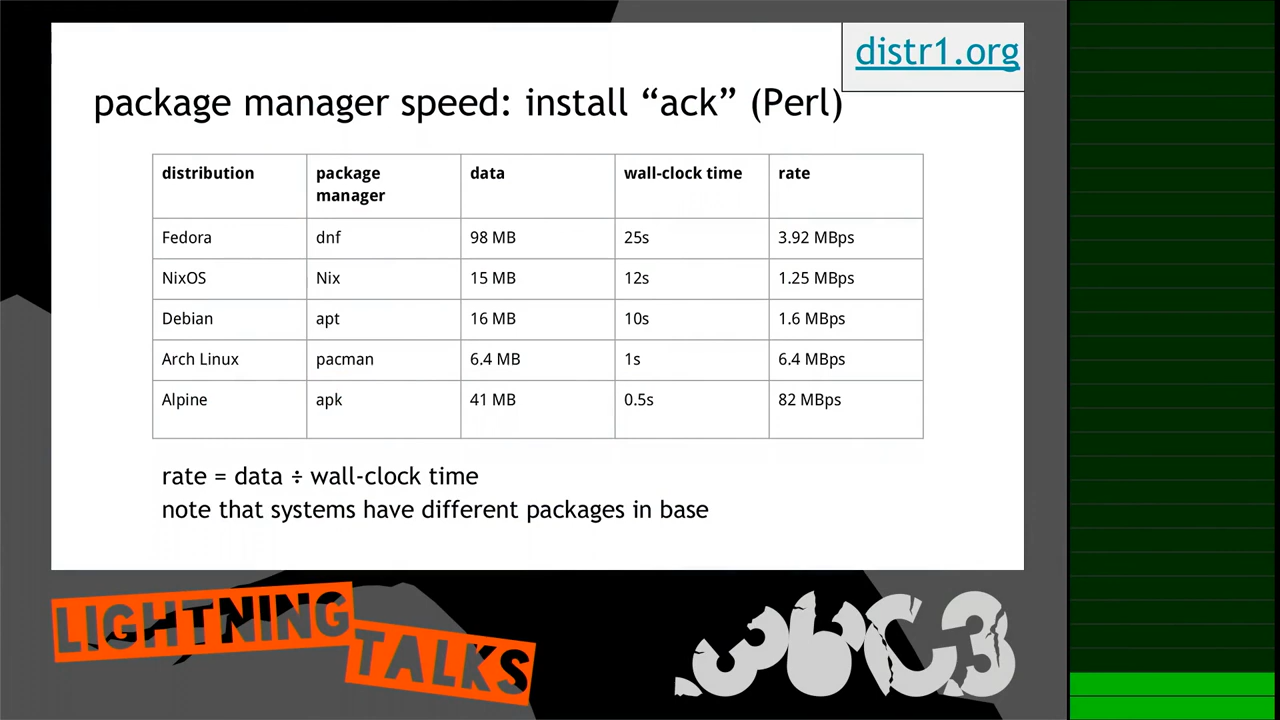 distr1.org
package manager speed: install “ack” (Perl)
distribution package manager data wall-clock time rate
Fedora dnf 98 MB 25s 3.92 MBps
NixOS Nix 15 MB 12s 1.25 MBps
Debian apt 16 MB 10s 1.6 MBps
Arch Linux pacman 6.4 MB 1s 6.4 MBps
Alpine apk 41 MB 0.5s 82 MBps
rate = data ÷ wall-clock time
note that systems have different packages in base
LIGHTNING
TALKS
36C3